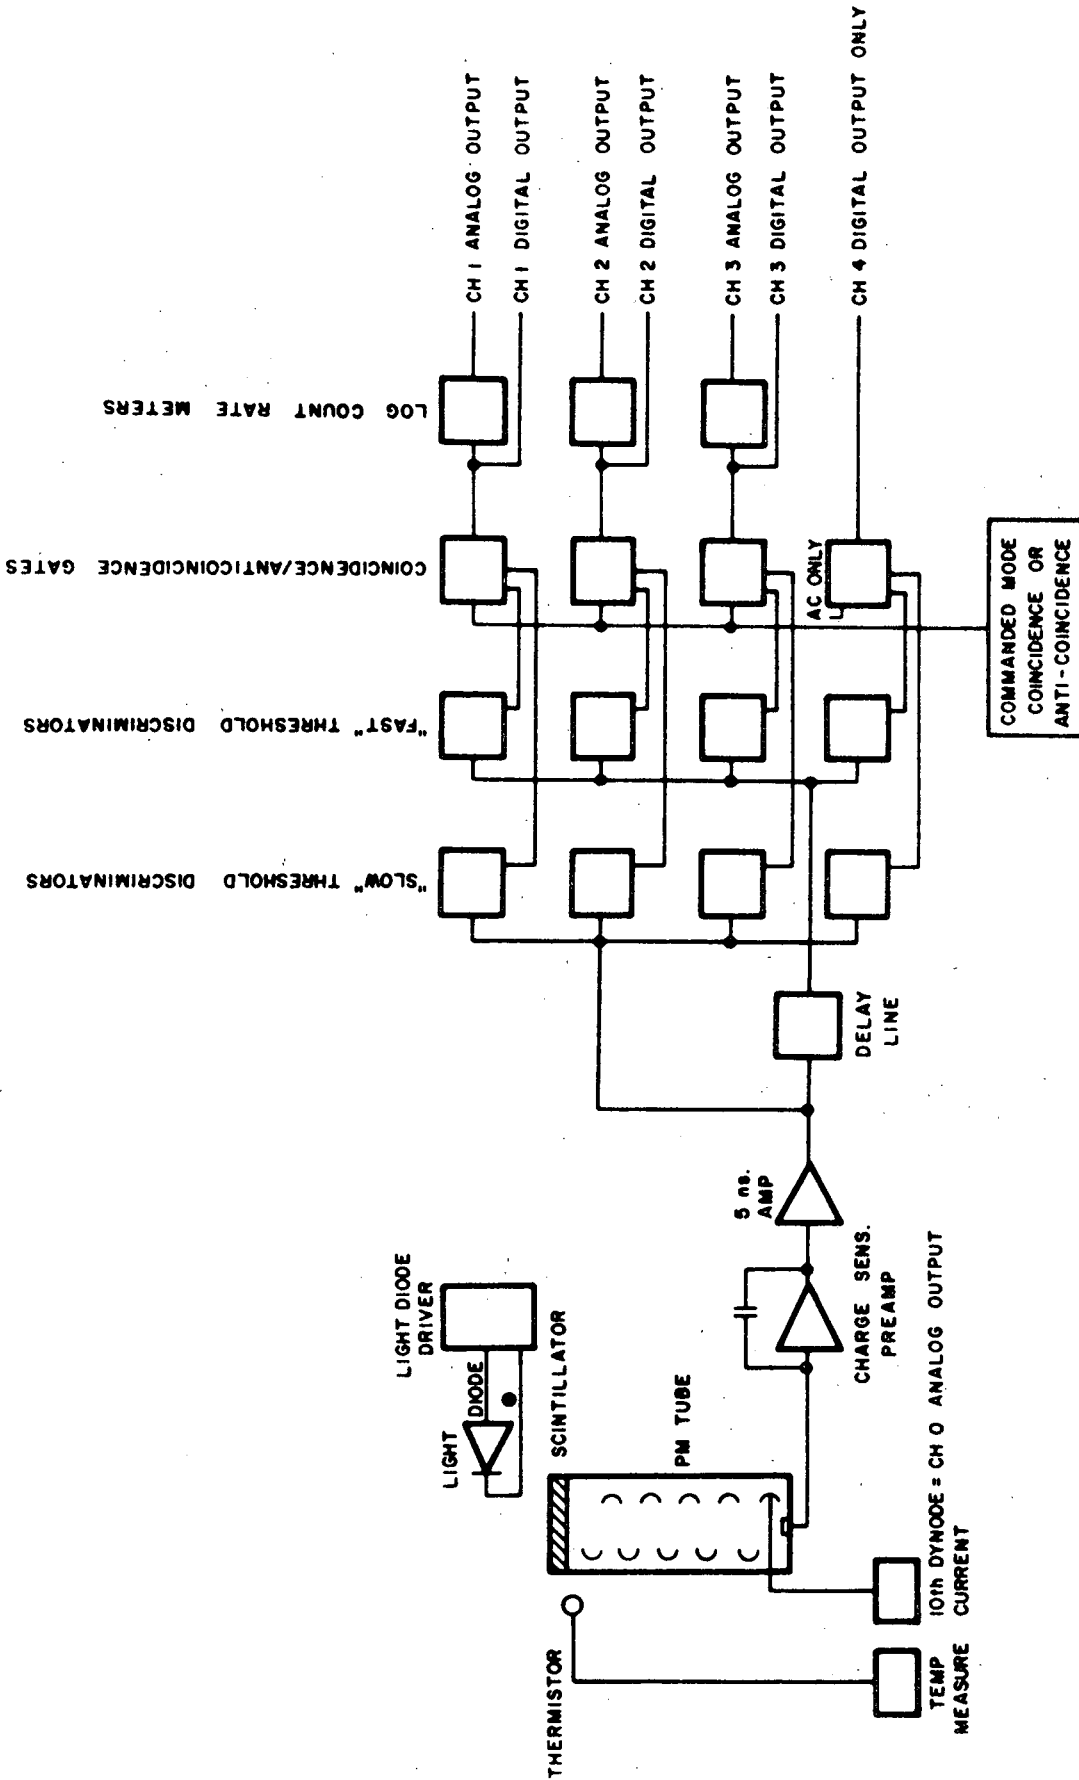 THERMISTOR
TEMP
MEASURE
10th DYNODE = CH 0 ANALOG OUTPUT
CURRENT
LIGHT
DIODE
LIGHT DIODE
DRIVER
SCINTILLATOR
PM TUBE
CHARGE SENS.
PREAMP
5 ns.
AMP
DELAY
LINE
"SLOW" THRESHOLD DISCRIMINATORS
"FAST" THRESHOLD DISCRIMINATORS
COINCIDENCE/ANTICOINCIDENCE GATES
LOG COUNT RATE METERS
AC ONLY
COMMANDED MODE
COINCIDENCE OR
ANTI-COINCIDENCE
CH 1 ANALOG OUTPUT
CH 1 DIGITAL OUTPUT
CH 2 ANALOG OUTPUT
CH 2 DIGITAL OUTPUT
CH 3 ANALOG OUTPUT
CH 3 DIGITAL OUTPUT
CH 4 DIGITAL OUTPUT ONLY